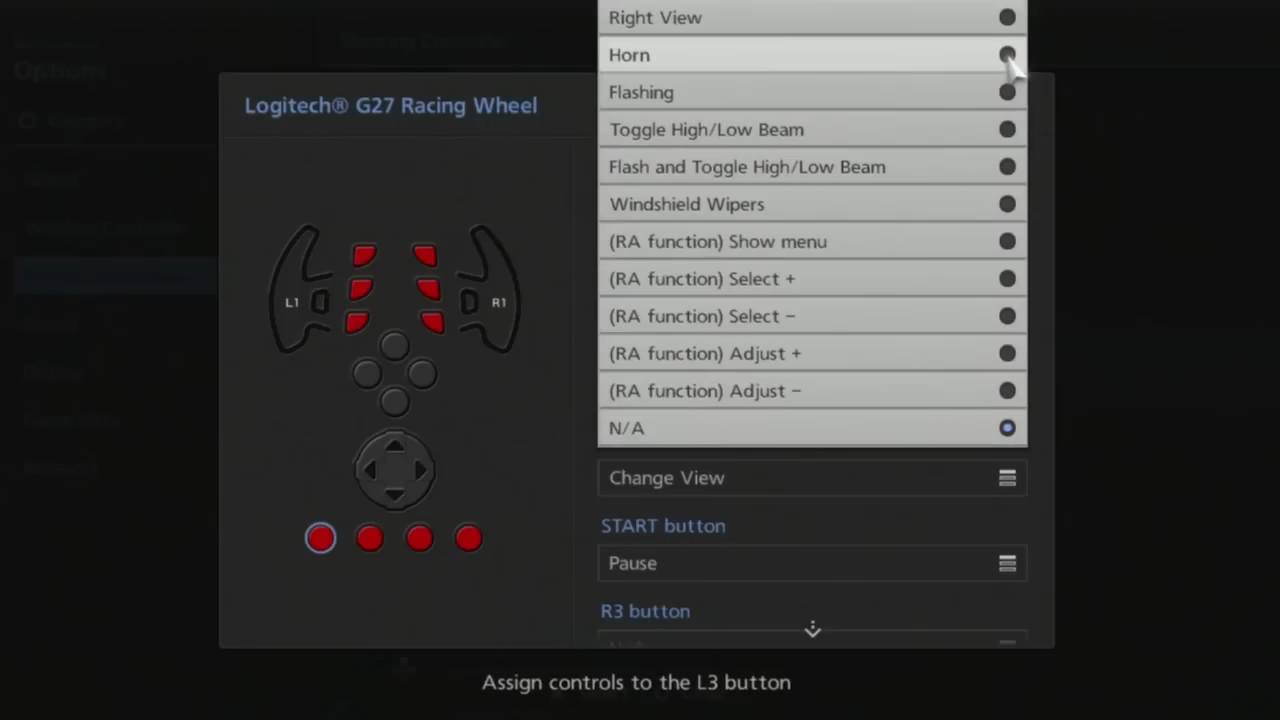 Options
Right View
Horn
Flashing
Toggle High/Low Beam
Flash and Toggle High/Low Beam
Windshield Wipers
(RA function) Show menu
(RA function) Select +
(RA function) Select −
(RA function) Adjust +
(RA function) Adjust −
N/A
Logitech® G27 Racing Wheel
L1
R1
Change View
START button
Pause
R3 button
Assign controls to the L3 button